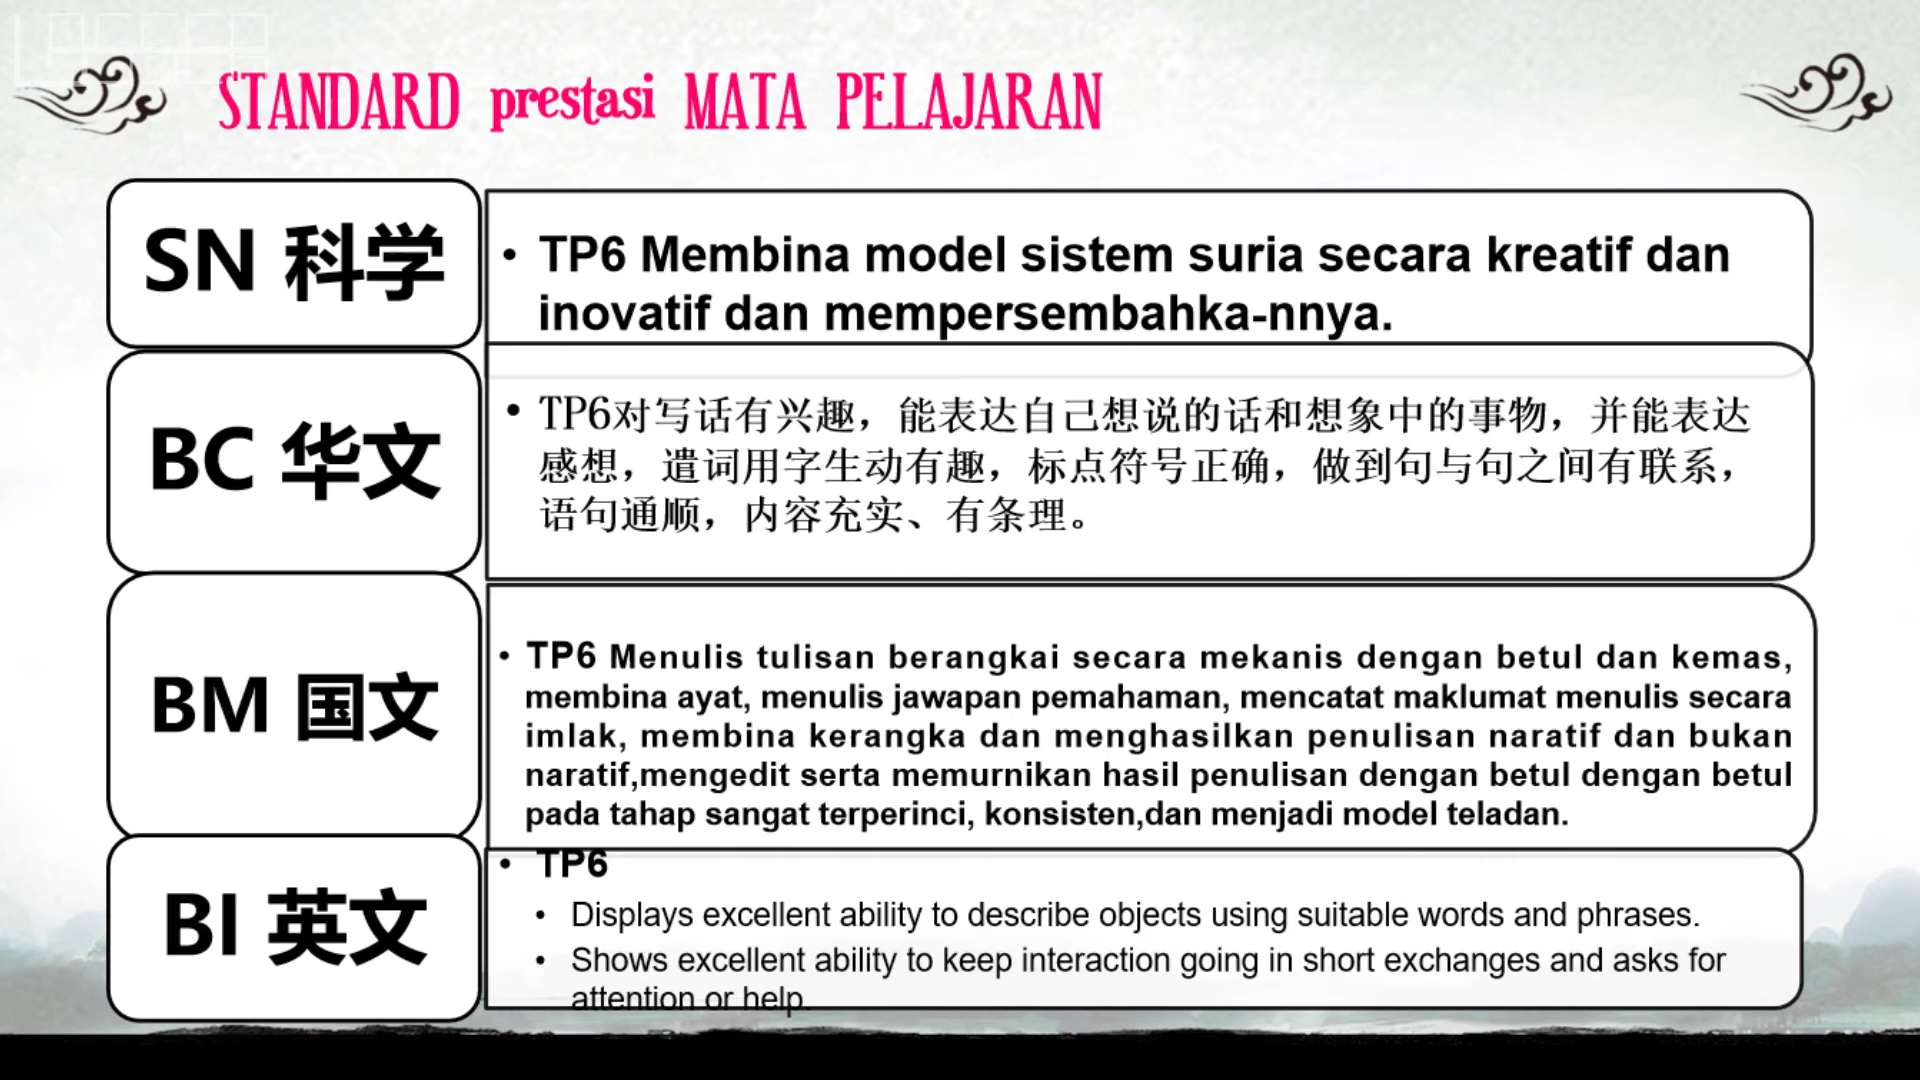 STANDARD prestasi MATA PELAJARAN
SN 科学
• TP6 Membina model sistem suria secara kreatif dan
inovatif dan mempersembahka-nnya.
BC 华文
• TP6对写话有兴趣，能表达自己想说的话和想象中的事物，并能表达
感想，遣词用字生动有趣，标点符号正确，做到句与句之间有联系，
语句通顺，内容充实、有条理。
BM 国文
• TP6 Menulis tulisan berangkai secara mekanis dengan betul dan kemas,
membina ayat, menulis jawapan pemahaman, mencatat maklumat menulis secara
imlak, membina kerangka dan menghasilkan penulisan naratif dan bukan
naratif,mengedit serta memurnikan hasil penulisan dengan betul dengan betul
pada tahap sangat terperinci, konsisten,dan menjadi model teladan.
BI 英文
• TP6
• Displays excellent ability to describe objects using suitable words and phrases.
• Shows excellent ability to keep interaction going in short exchanges and asks for
attention or help.